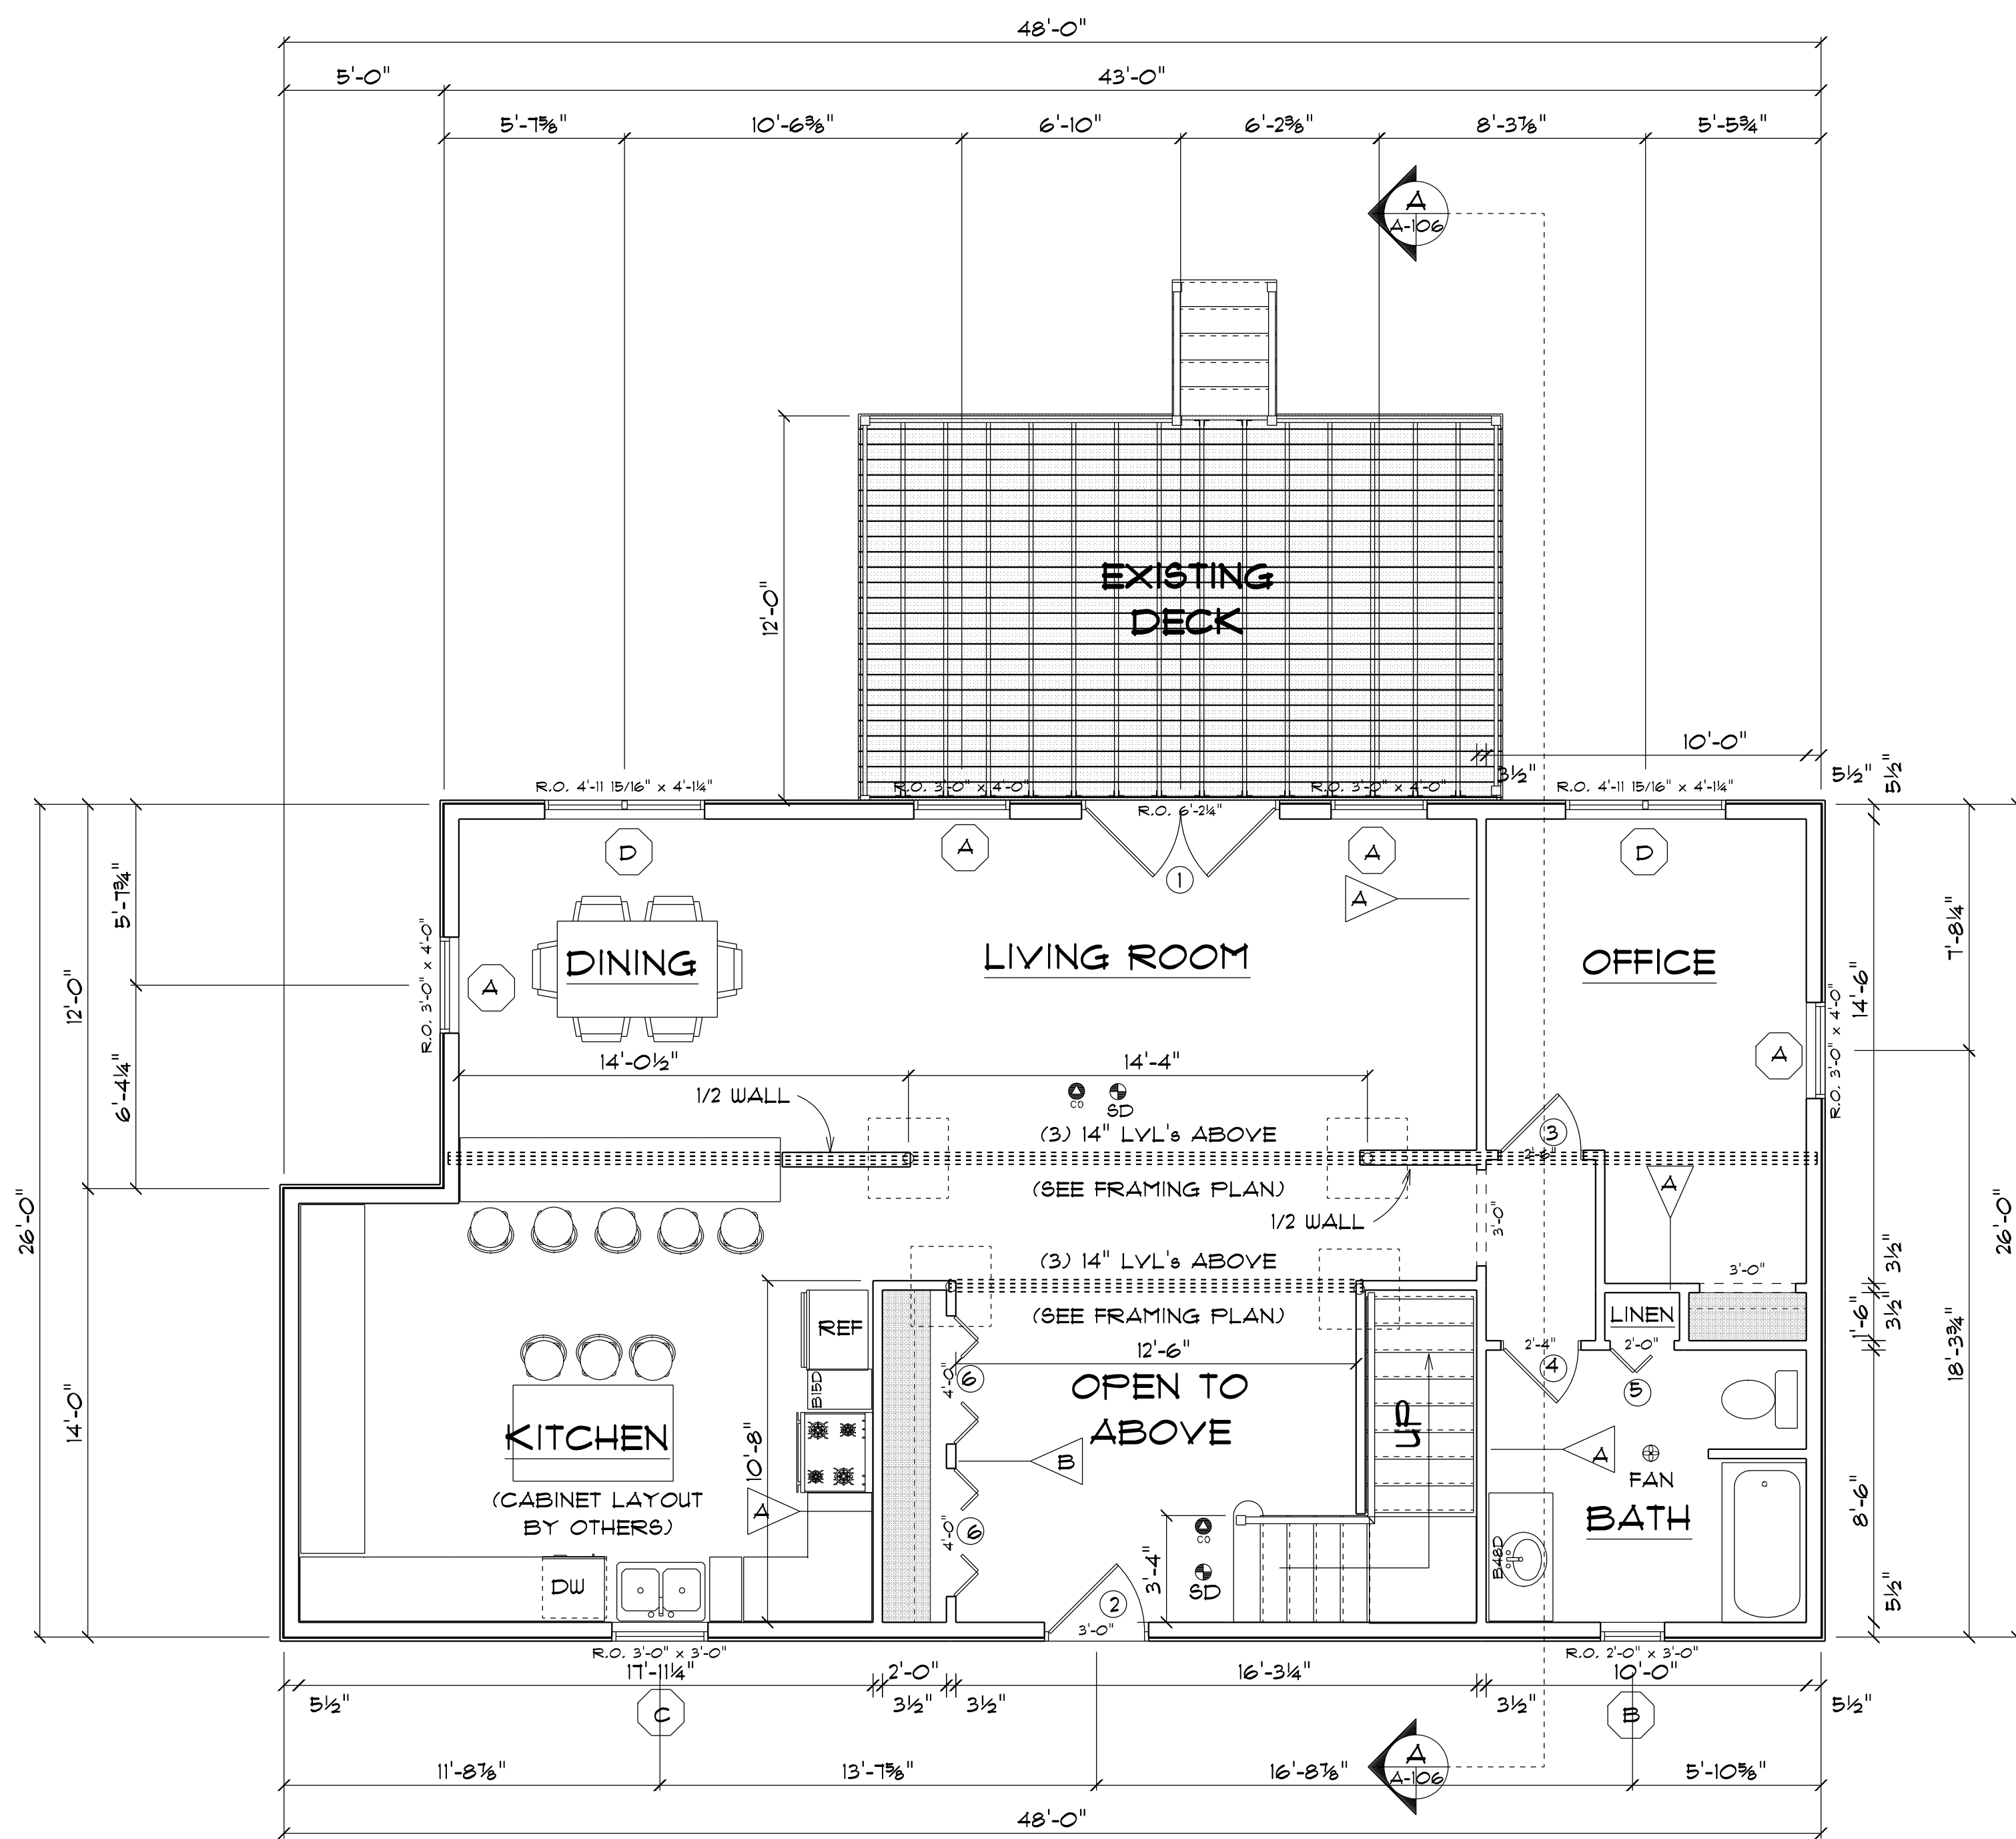 48'-0"
5'-0"
43'-0"
5'-7⅝"
10'-6⅜"
6'-10"
6'-2⅜"
8'-3⅞"
5'-5¾"
A
A-106
EXISTING
DECK
12'-0"
10'-0"
3½"
5½"
5½"
R.O. 4'-11 15/16" x 4'-1¼"
R.O. 3'-0" x 4'-0"
R.O. 6'-2¼"
R.O. 3'-0" x 4'-0"
R.O. 4'-11 15/16" x 4'-1¼"
D
A
1
A
D
A
5'-7¾"
12'-0"
6'-4¼"
26'-0"
14'-0"
R.O. 3'-0" x 4'-0"
A
DINING
LIVING ROOM
OFFICE
A
R.O. 3'-0" x 4'-0"
7'-8¼"
14'-6"
14'-0½"
14'-4"
1/2 WALL
CO
SD
(3) 14" LVL's ABOVE
(SEE FRAMING PLAN)
1/2 WALL
3
2'-6"
3'-0"
A
3'-0"
3½"
1'-6"
3½"
18'-3¾"
26'-0"
8'-6"
5½"
(3) 14" LVL's ABOVE
(SEE FRAMING PLAN)
REF
B15D
12'-6"
OPEN TO
ABOVE
UP
4'-0"
6
4'-0"
6
B
LINEN
2'-4"
4
2'-0"
5
KITCHEN
(CABINET LAYOUT
BY OTHERS)
10'-8"
A
DW
A
FAN
BATH
B48D
3'-4"
CO
SD
2
3'-0"
R.O. 3'-0" x 3'-0"
R.O. 2'-0" x 3'-0"
17'-11¼"
2'-0"
16'-3¼"
10'-0"
5½"
3½"
3½"
3½"
5½"
C
B
11'-8⅞"
13'-7⅝"
16'-8⅞"
A
A-106
5'-10⅝"
48'-0"